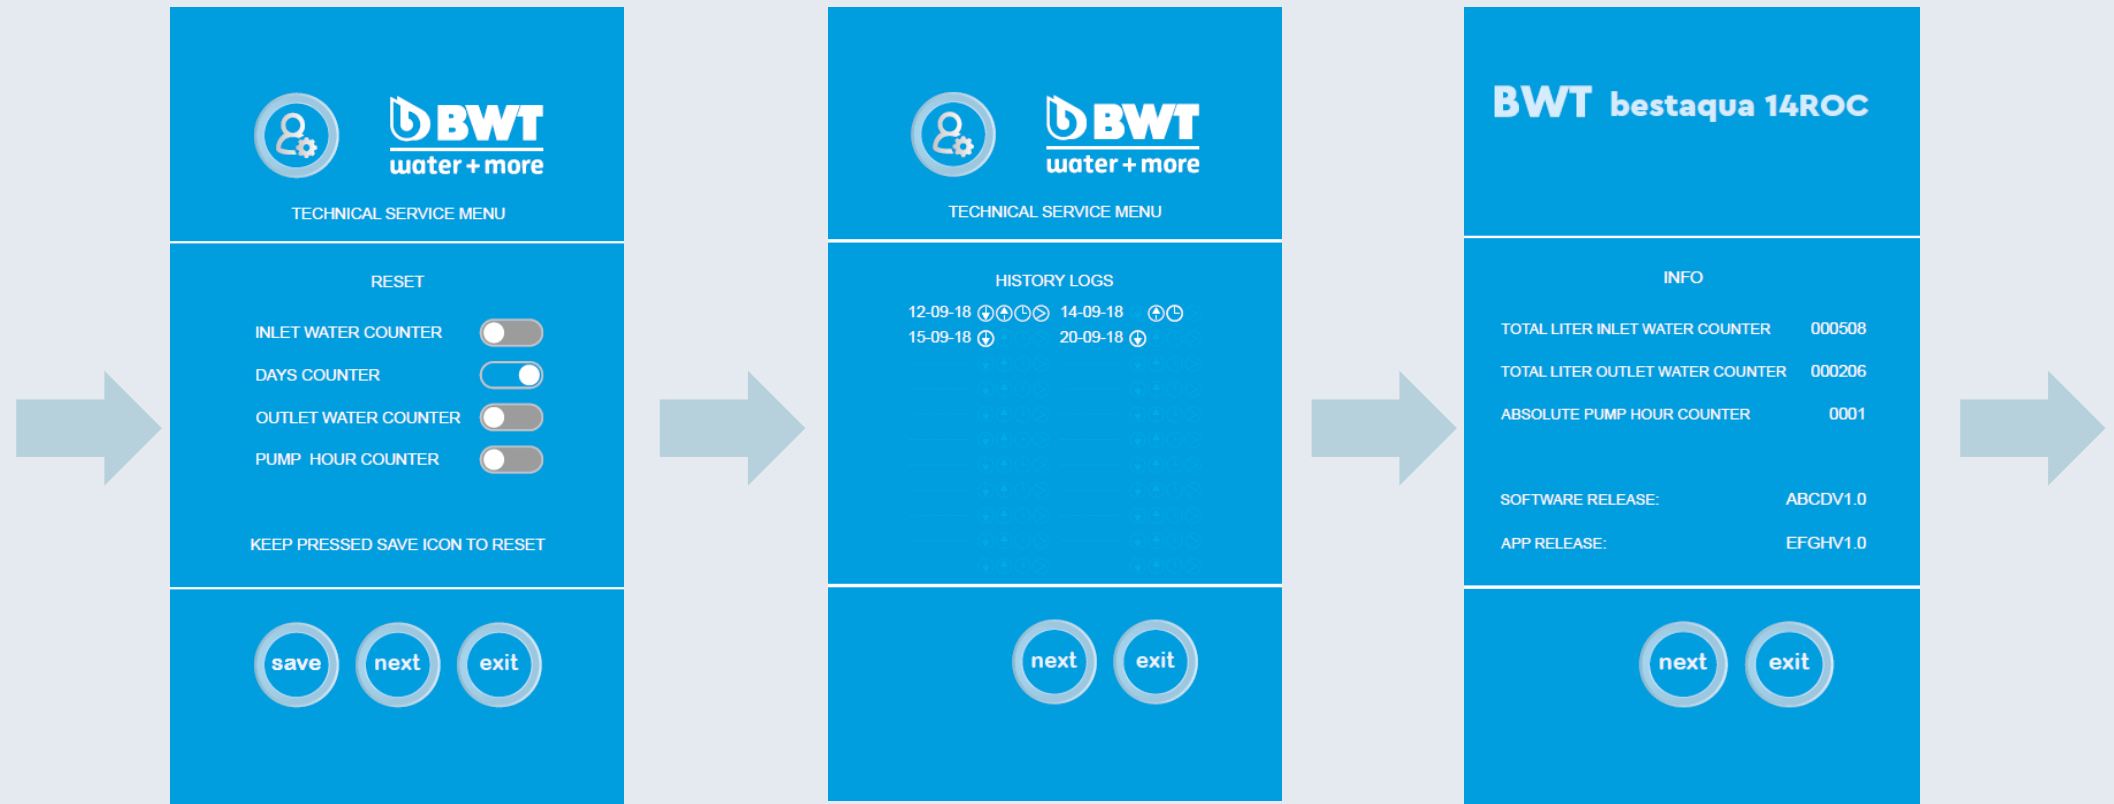 BWT
water + more
TECHNICAL SERVICE MENU
RESET
INLET WATER COUNTER
DAYS COUNTER
OUTLET WATER COUNTER
PUMP HOUR COUNTER
KEEP PRESSED SAVE ICON TO RESET
save next exit
BWT
water + more
TECHNICAL SERVICE MENU
HISTORY LOGS
12-09-18 14-09-18
15-09-18 20-09-18
next exit
BWT bestaqua 14ROC
INFO
TOTAL LITER INLET WATER COUNTER 000508
TOTAL LITER OUTLET WATER COUNTER 000206
ABSOLUTE PUMP HOUR COUNTER 0001
SOFTWARE RELEASE: ABCDV1.0
APP RELEASE: EFGHV1.0
next exit